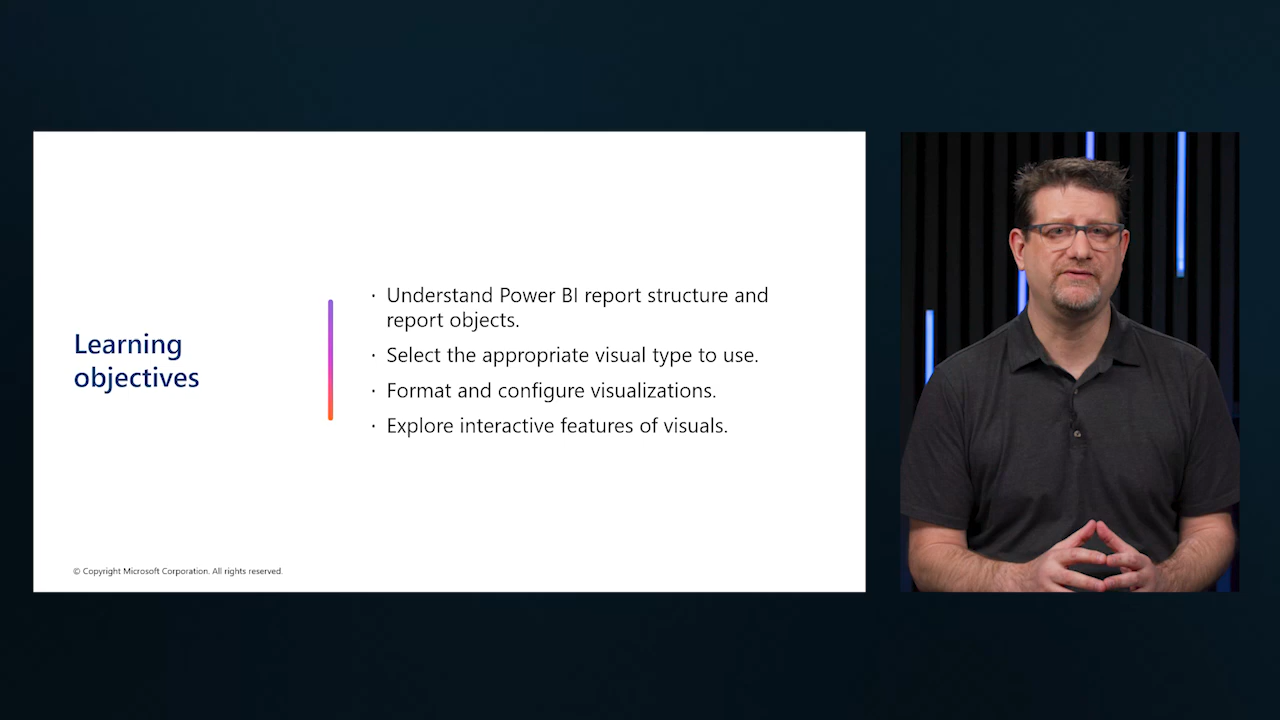 Learning
objectives
· Understand Power BI report structure and
report objects.
· Select the appropriate visual type to use.
· Format and configure visualizations.
· Explore interactive features of visuals.
© Copyright Microsoft Corporation. All rights reserved.